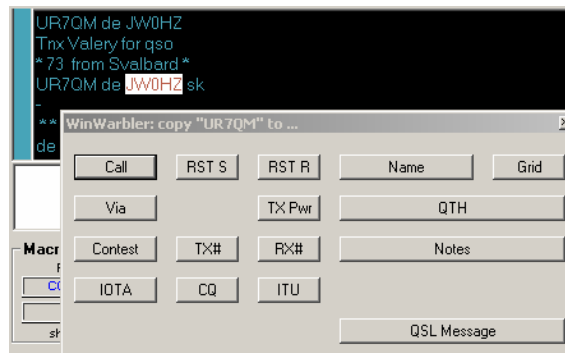 UR7QM de JW0HZ
Tnx Valery for qso
*73 from Svalbard*
UR7QM de JW0HZ sk
-
**
de
WinWarbler: copy "UR7QM" to ...
Call RST S RST R Name Grid
Via TX Pwr QTH
Macr Contest TX# RX# Notes
IOTA CQ ITU
sh QSL Message